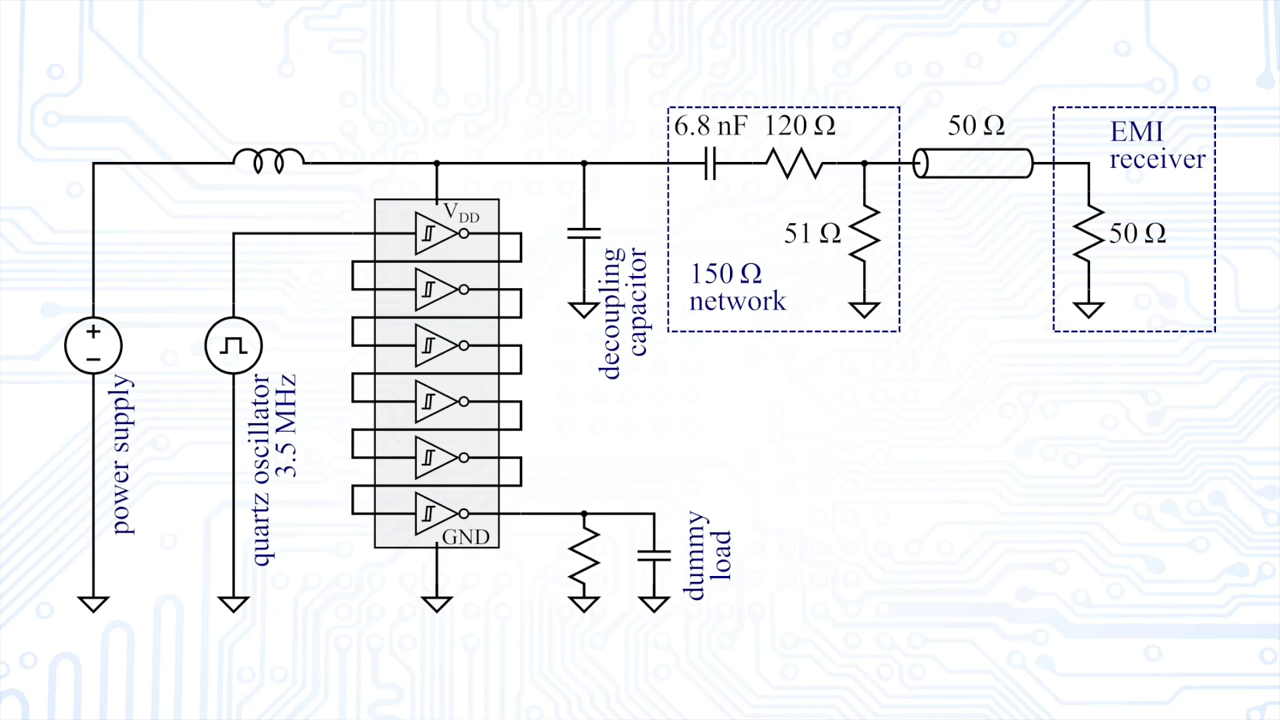 6.8 nF
120 Ω
50 Ω
EMI
receiver
V_DD
51 Ω
50 Ω
150 Ω
network
decoupling
capacitor
power supply
quartz oscillator
3.5 MHz
GND
dummy
load